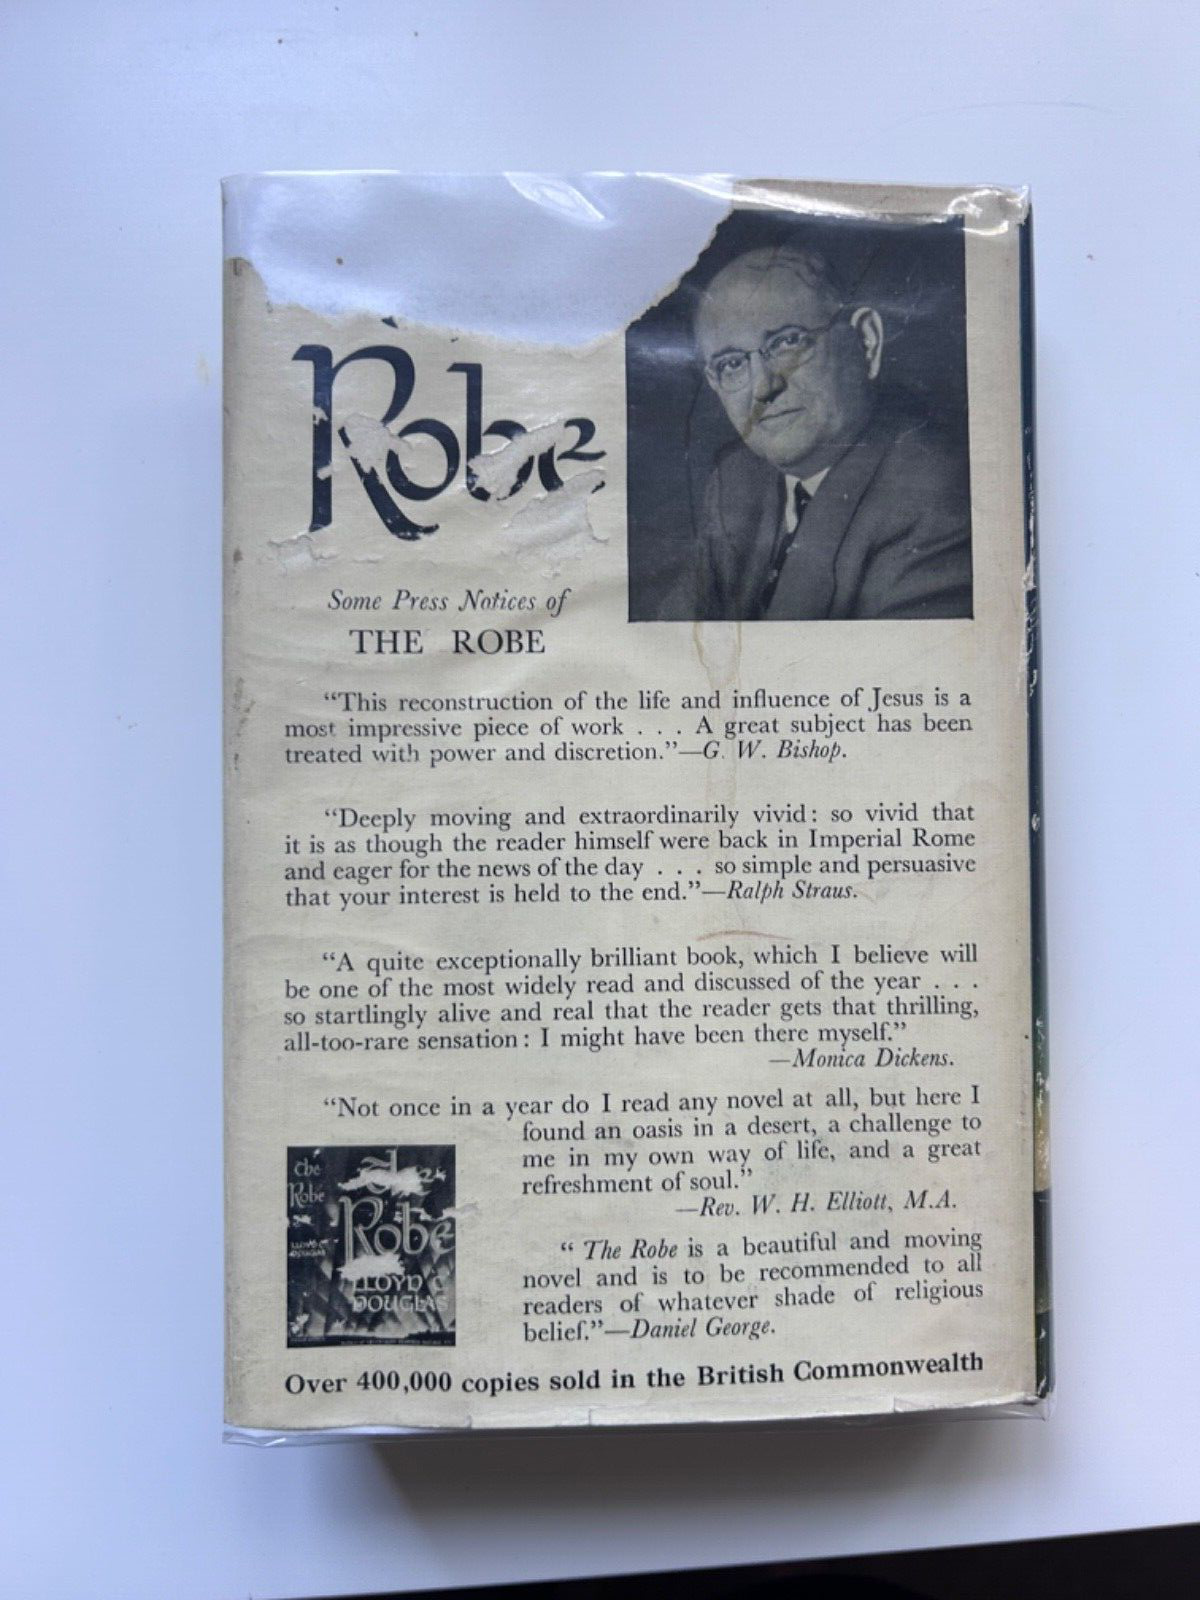 Robe
Some Press Notices of
THE ROBE
“This reconstruction of the life and influence of Jesus is a
most impressive piece of work . . . A great subject has been
treated with power and discretion.”—G. W. Bishop.
“Deeply moving and extraordinarily vivid: so vivid that
it is as though the reader himself were back in Imperial Rome
and eager for the news of the day . . . so simple and persuasive
that your interest is held to the end.”—Ralph Straus.
“A quite exceptionally brilliant book, which I believe will
be one of the most widely read and discussed of the year . . .
so startlingly alive and real that the reader gets that thrilling,
all-too-rare sensation: I might have been there myself.”
—Monica Dickens.
“Not once in a year do I read any novel at all, but here I
found an oasis in a desert, a challenge to
me in my own way of life, and a great
refreshment of soul.”
—Rev. W. H. Elliott, M.A.
“The Robe is a beautiful and moving
novel and is to be recommended to all
readers of whatever shade of religious
belief.”—Daniel George.
The
Robe
LLOYD C
DOUGLAS
The
Robe
LLOYD C
DOUGLAS
Over 400,000 copies sold in the British Commonwealth